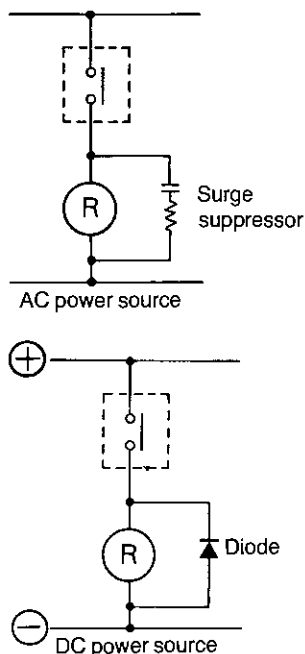 R
Surge
suppressor
AC power source
+
R
Diode
−
DC power source